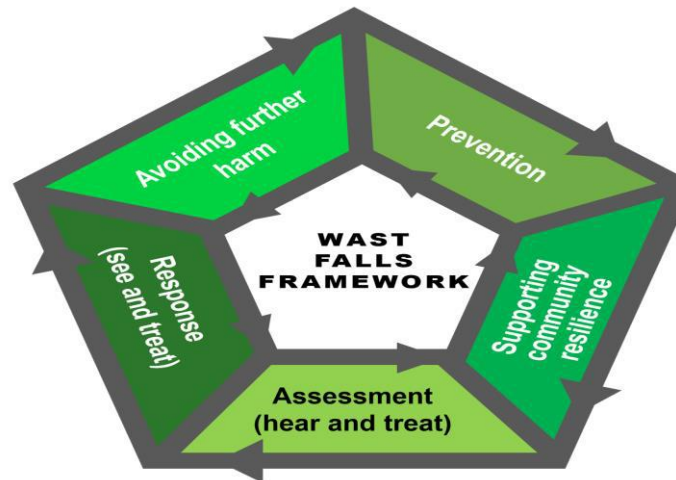 Avoiding further
harm
Prevention
WAST
FALLS
FRAMEWORK
Response
(see and treat)
Supporting
community
resilience
Assessment
(hear and treat)